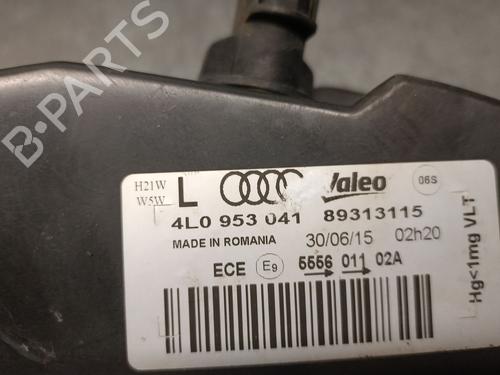 B-PARTS
H21W
W5W
L Valeo 06S
4L0 953 041 89313115
MADE IN ROMANIA 30/06/15 02h20
ECE E9 5556 011 02A
Hg<1mg VLT